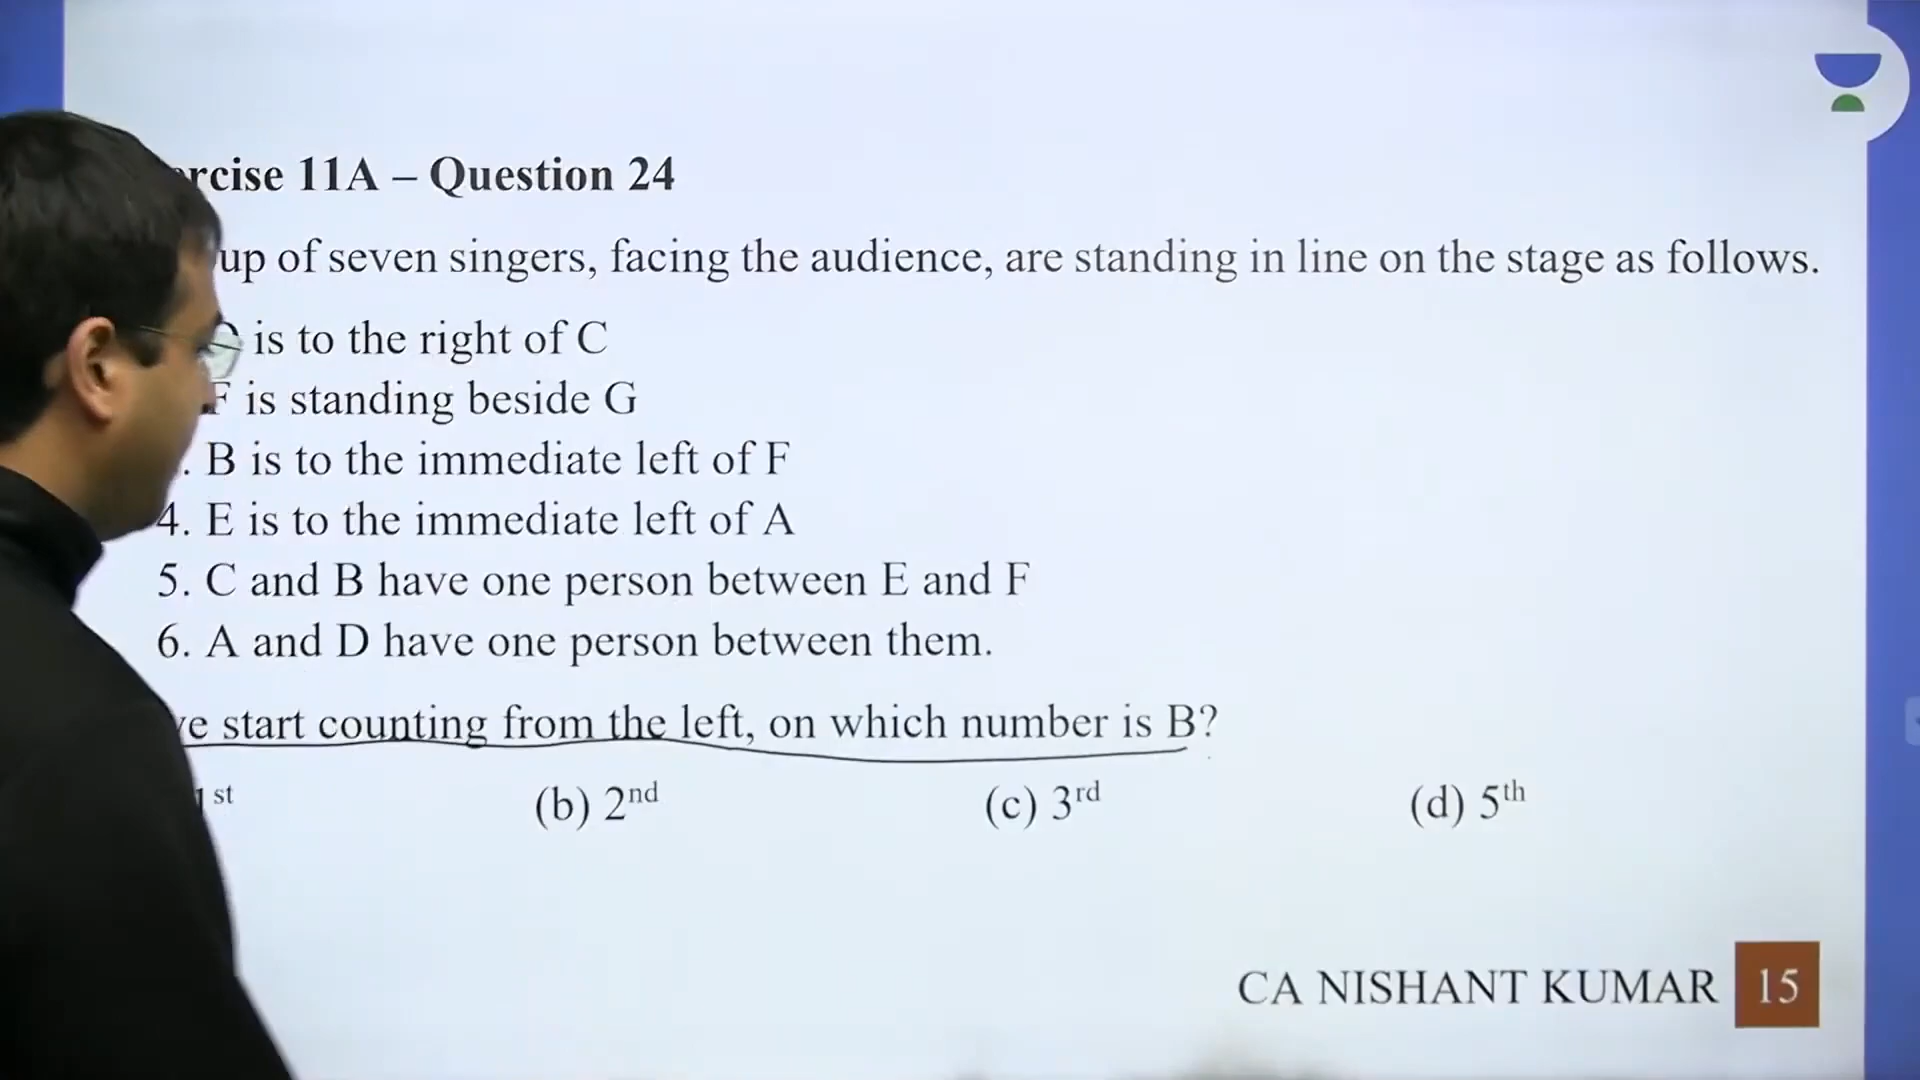 rcise 11A – Question 24
up of seven singers, facing the audience, are standing in line on the stage as follows.
is to the right of C
F is standing beside G
. B is to the immediate left of F
4. E is to the immediate left of A
5. C and B have one person between E and F
6. A and D have one person between them.
e start counting from the left, on which number is B?
1st (b) 2nd (c) 3rd (d) 5th
CA NISHANT KUMAR 15